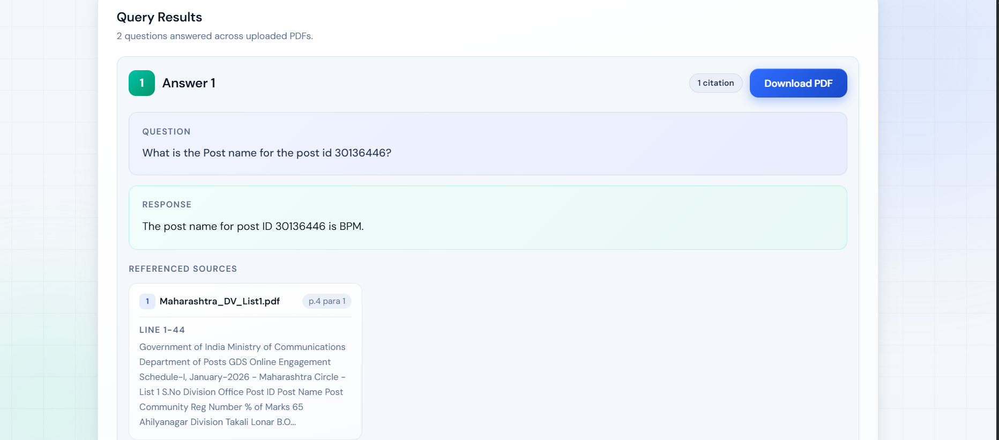 Query Results
2 questions answered across uploaded PDFs.
1 Answer 1 1 citation Download PDF
QUESTION
What is the Post name for the post id 30136446?
RESPONSE
The post name for post ID 30136446 is BPM.
REFERENCED SOURCES
1 Maharashtra_DV_List1.pdf p.4 para 1
LINE 1-44
Government of India Ministry of Communications
Department of Posts GDS Online Engagement
Schedule-I, January-2026 - Maharashtra Circle -
List 1 S.No Division Office Post ID Post Name Post
Community Reg Number % of Marks 65
Ahilyanagar Division Takali Lonar B.O...